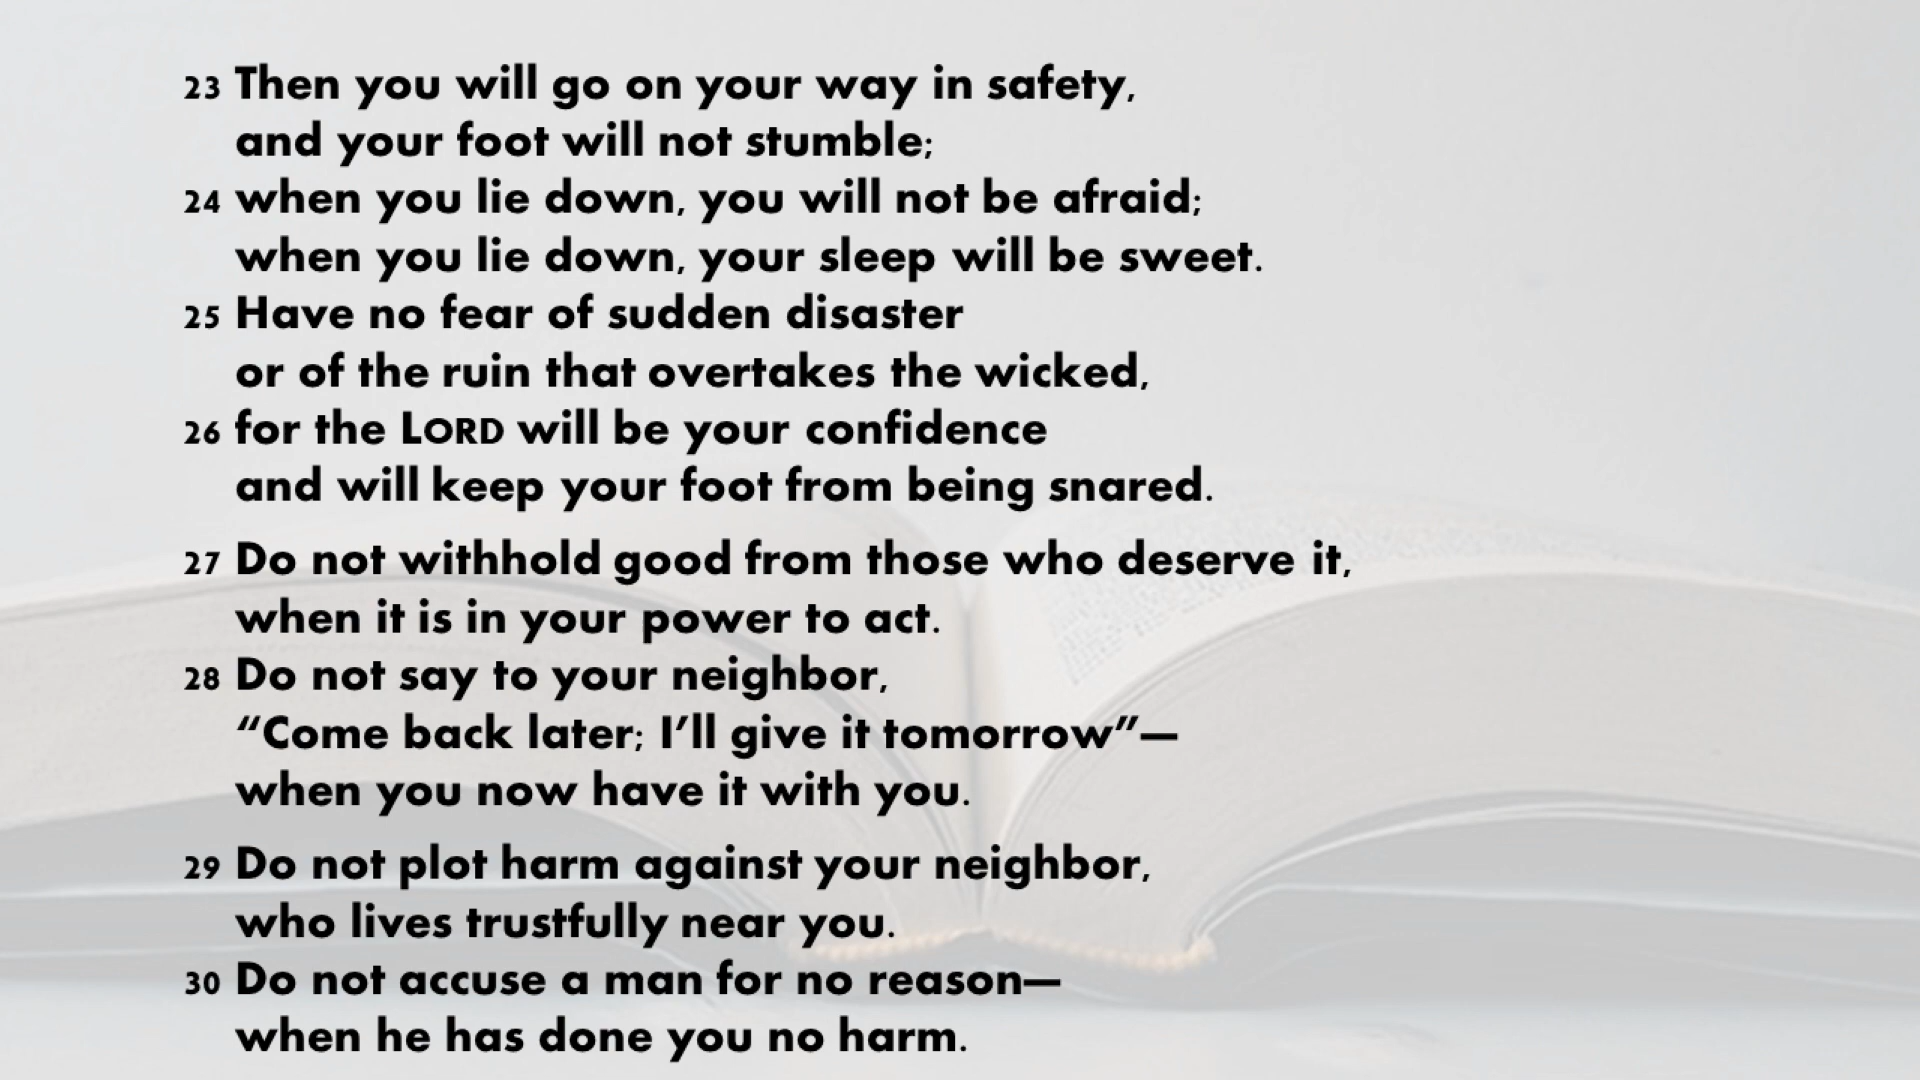 23 Then you will go on your way in safety,
and your foot will not stumble;
24 when you lie down, you will not be afraid;
when you lie down, your sleep will be sweet.
25 Have no fear of sudden disaster
or of the ruin that overtakes the wicked,
26 for the LORD will be your confidence
and will keep your foot from being snared.
27 Do not withhold good from those who deserve it,
when it is in your power to act.
28 Do not say to your neighbor,
“Come back later; I’ll give it tomorrow”—
when you now have it with you.
29 Do not plot harm against your neighbor,
who lives trustfully near you.
30 Do not accuse a man for no reason—
when he has done you no harm.